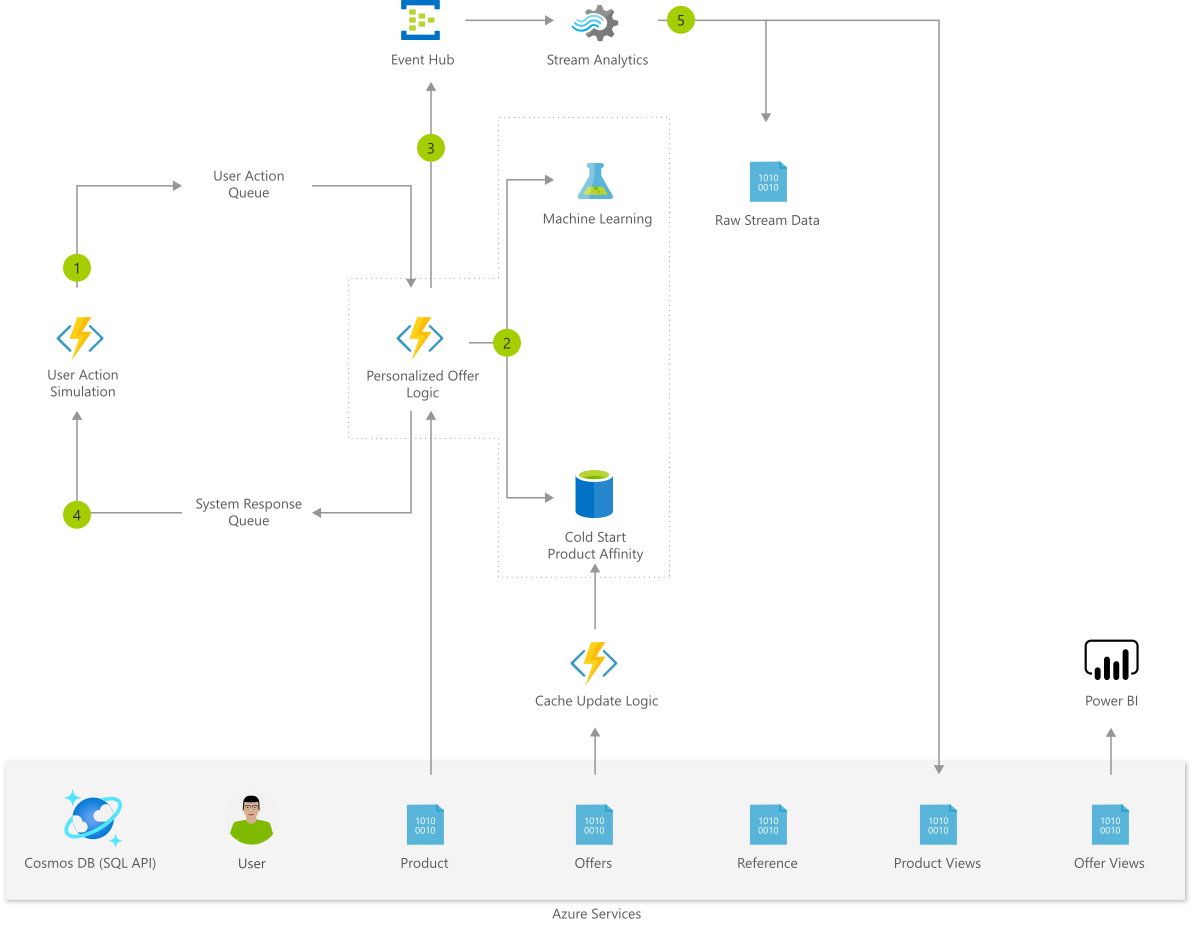 Event Hub
Stream Analytics
5
3
User Action
Queue
1010
0010
Machine Learning
Raw Stream Data
1
2
User Action
Simulation
Personalized Offer
Logic
System Response
Queue
4
Cold Start
Product Affinity
Cache Update Logic
Power BI
1010
0010
1010
0010
1010
0010
1010
0010
1010
0010
Cosmos DB (SQL API)
User
Product
Offers
Reference
Product Views
Offer Views
Azure Services